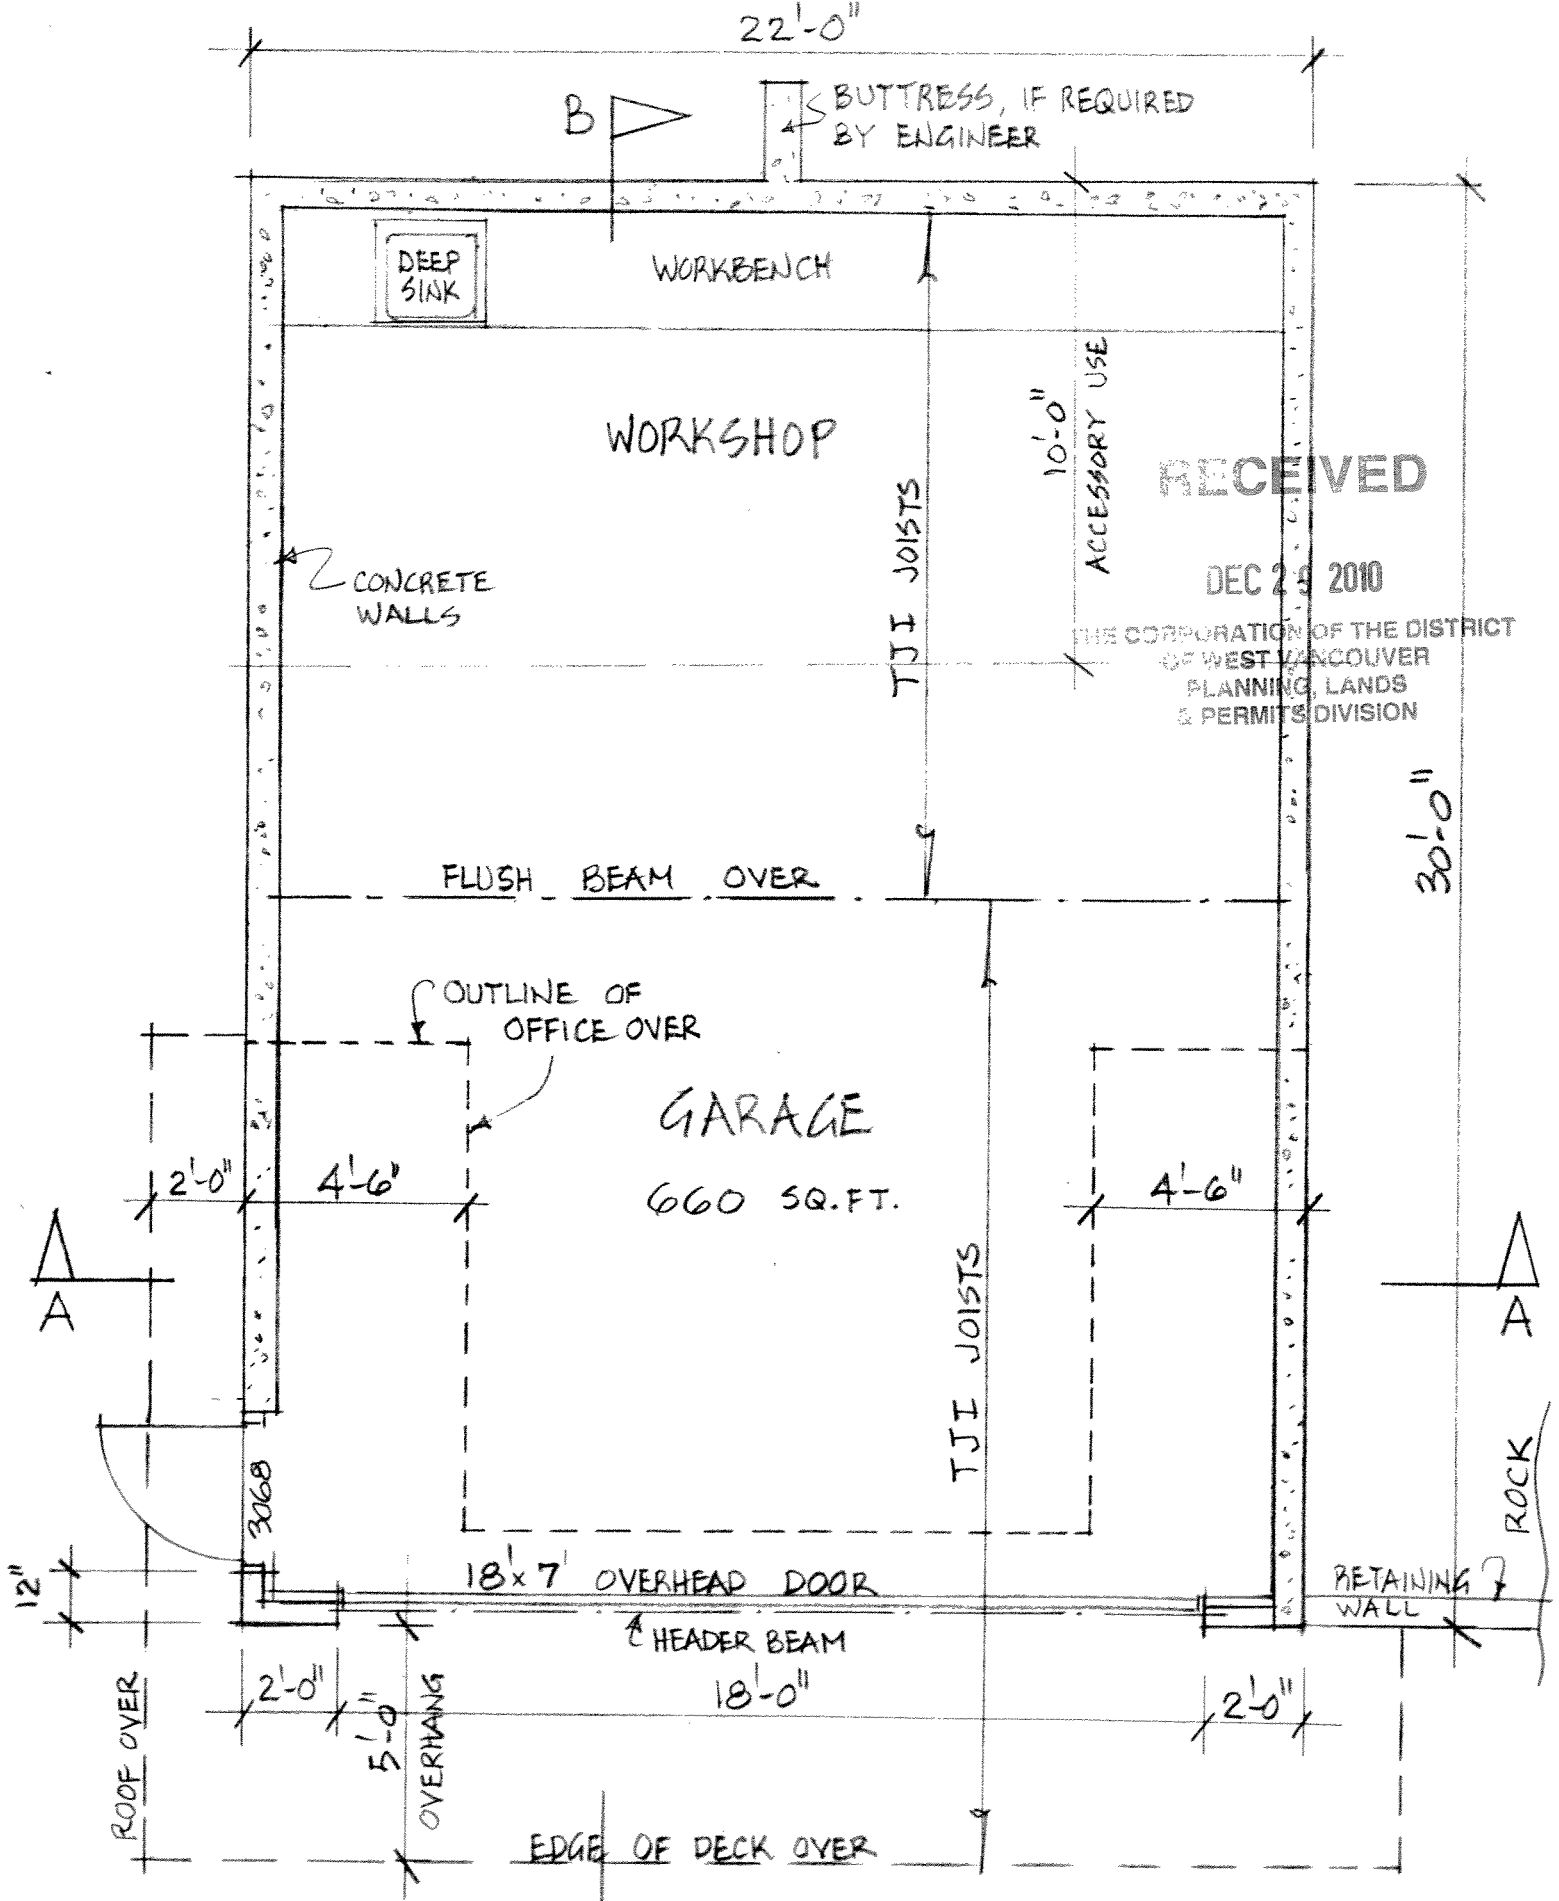 22'-0"
B
BUTTRESS, IF REQUIRED
BY ENGINEER
DEEP
SINK
WORKBENCH
WORKSHOP
10'-0"
ACCESSORY USE
TJI JOISTS
RECEIVED
DEC 29 2010
THE CORPORATION OF THE DISTRICT
OF WEST VANCOUVER
PLANNING, LANDS
& PERMITS DIVISION
CONCRETE
WALLS
30'-0"
FLUSH BEAM OVER
OUTLINE OF
OFFICE OVER
GARAGE
660 SQ.FT.
2'-0"
4'-6"
4'-6"
A
A
TJI JOISTS
3068
12"
ROCK
18'x7' OVERHEAD DOOR
RETAINING
WALL
HEADER BEAM
2'-0"
18'-0"
2'-0"
5'-0"
OVERHANG
ROOF OVER
EDGE OF DECK OVER